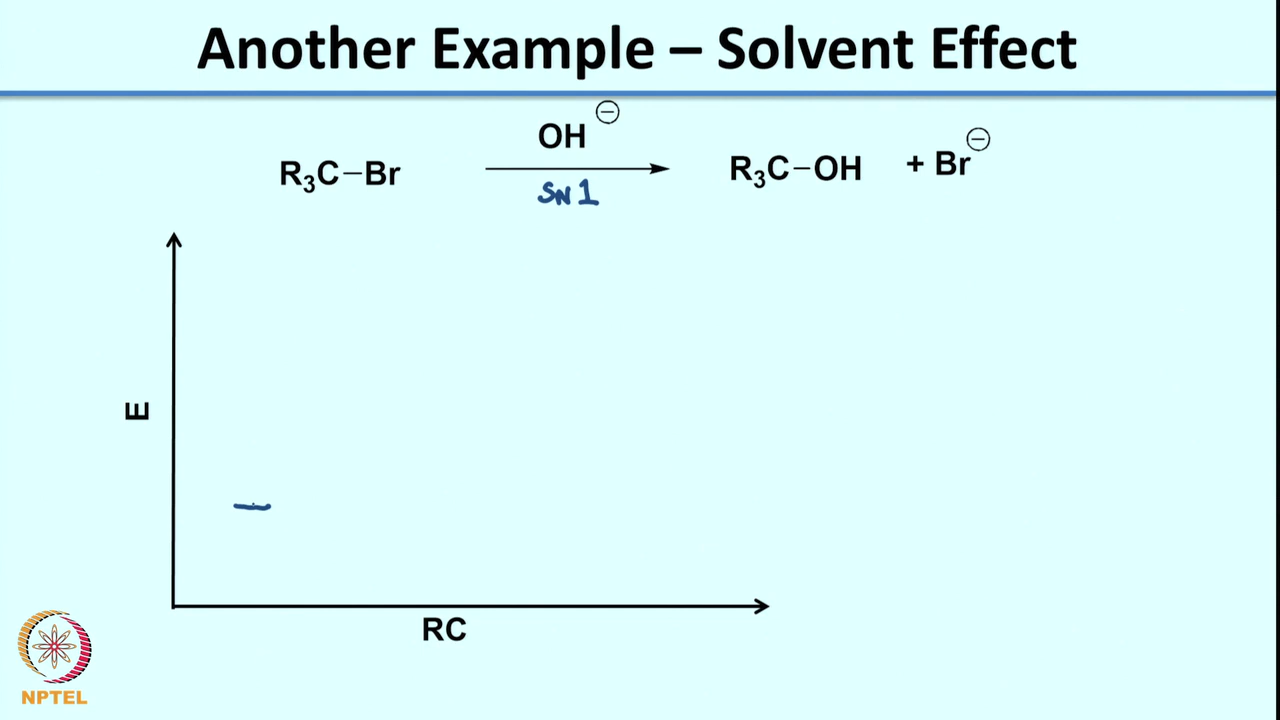 Another Example – Solvent Effect
R₃C–Br OH⊖ R₃C–OH + Br⊖
SN1
E
RC
NPTEL